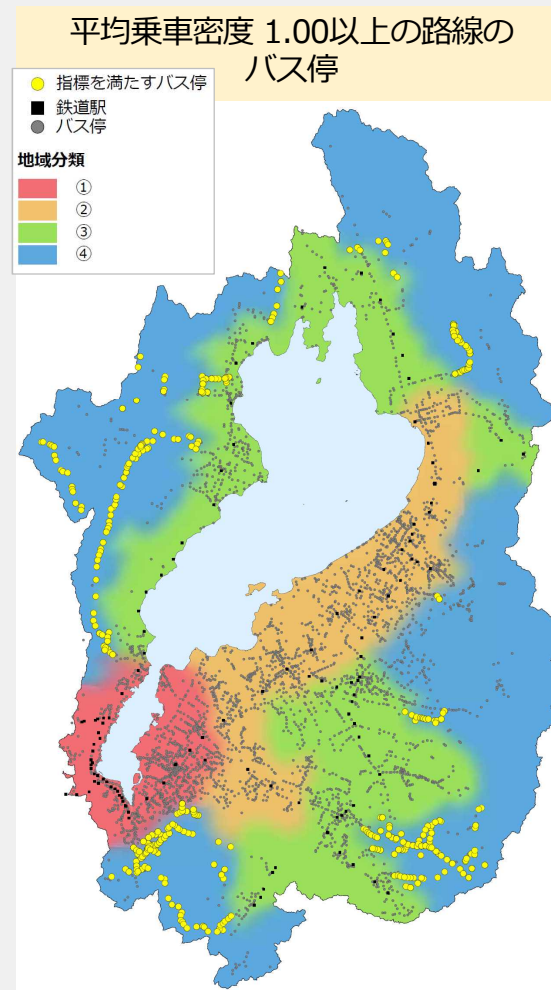 平均乗車密度 1.00以上の路線の
バス停
指標を満たすバス停
鉄道駅
バス停
地域分類
①
②
③
④